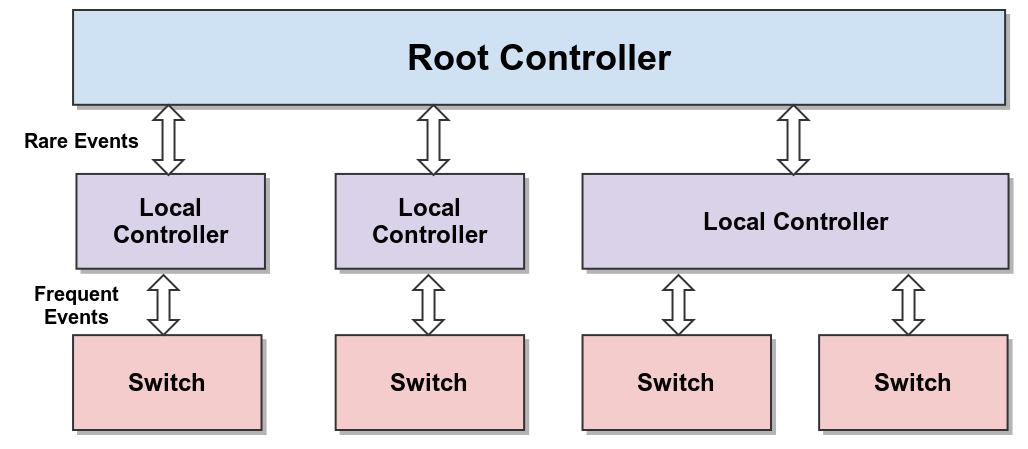 Root Controller
Rare Events
Local
Controller
Local
Controller
Local Controller
Frequent
Events
Switch
Switch
Switch
Switch